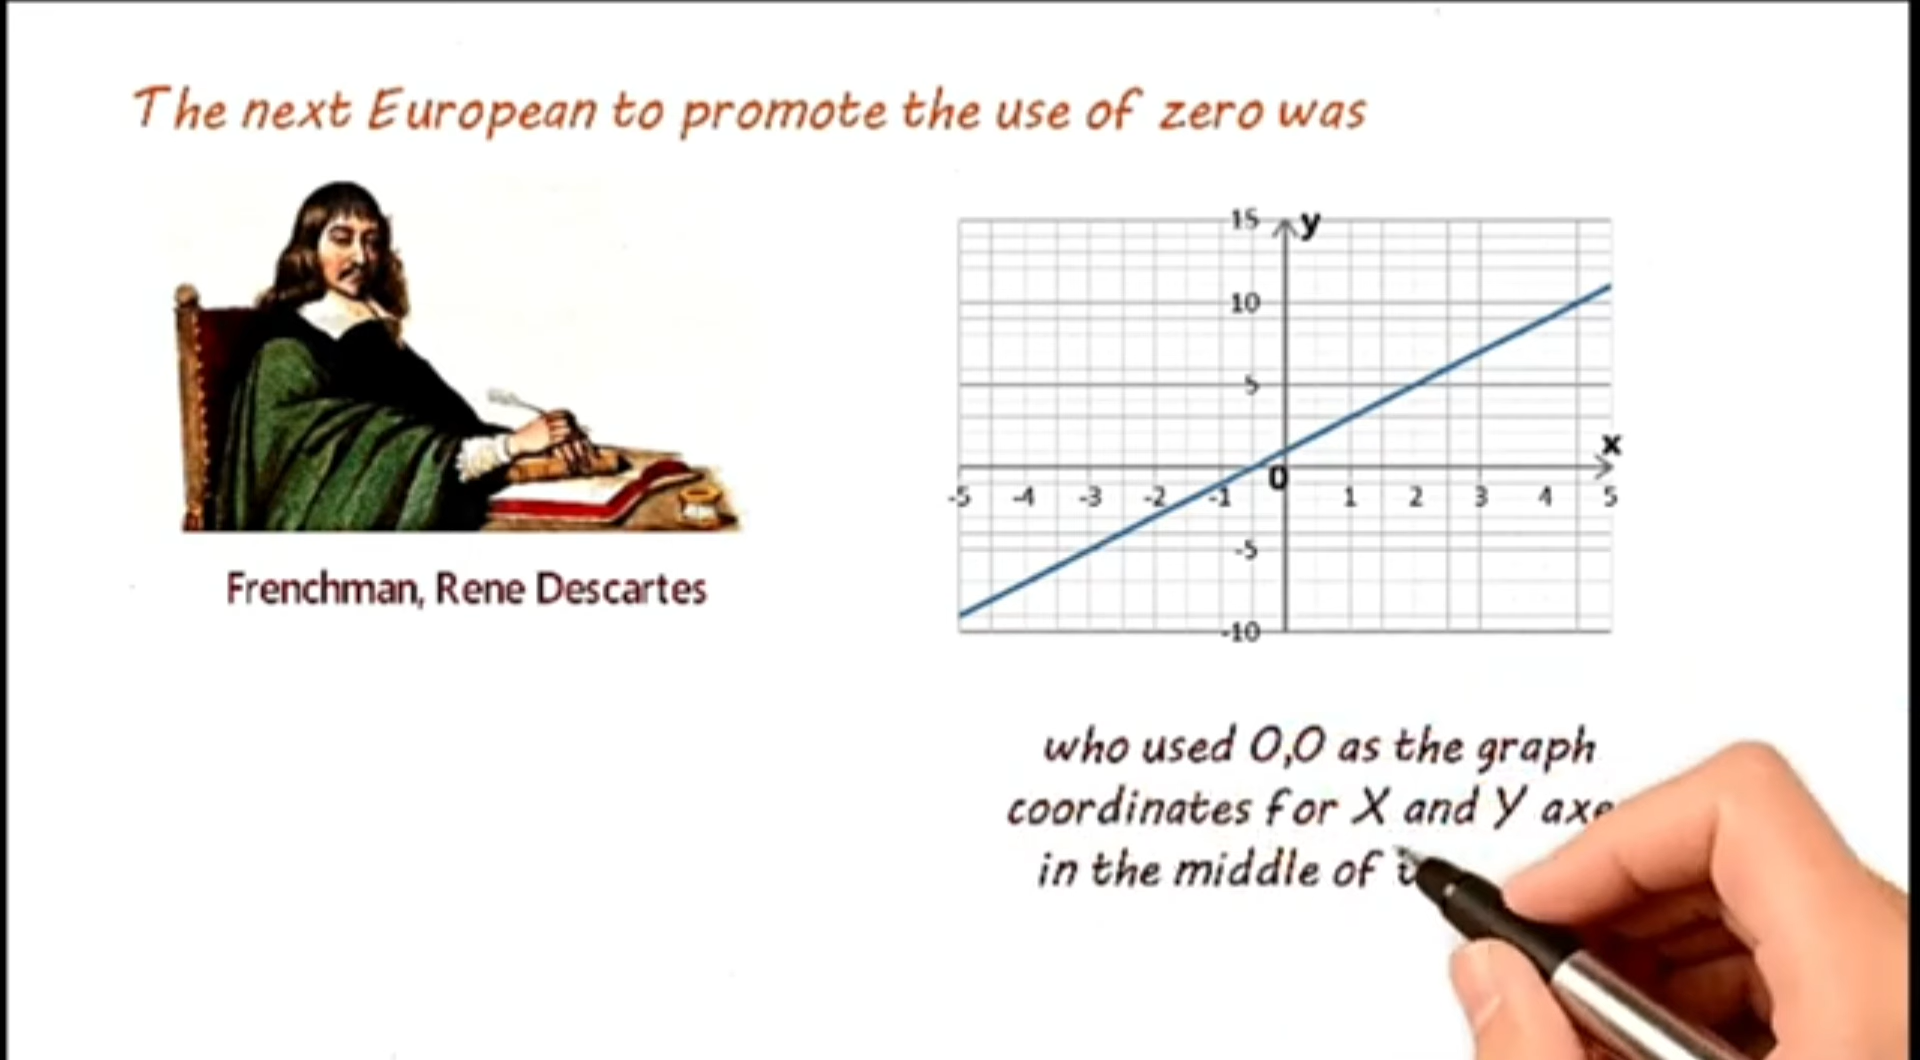 The next European to promote the use of zero was
15 y
10
5
x
0
-5 -4 -3 -2 -1 1 2 3 4 5
-5
-10
Frenchman, Rene Descartes
who used 0,0 as the graph
coordinates for X and Y
in the middle of